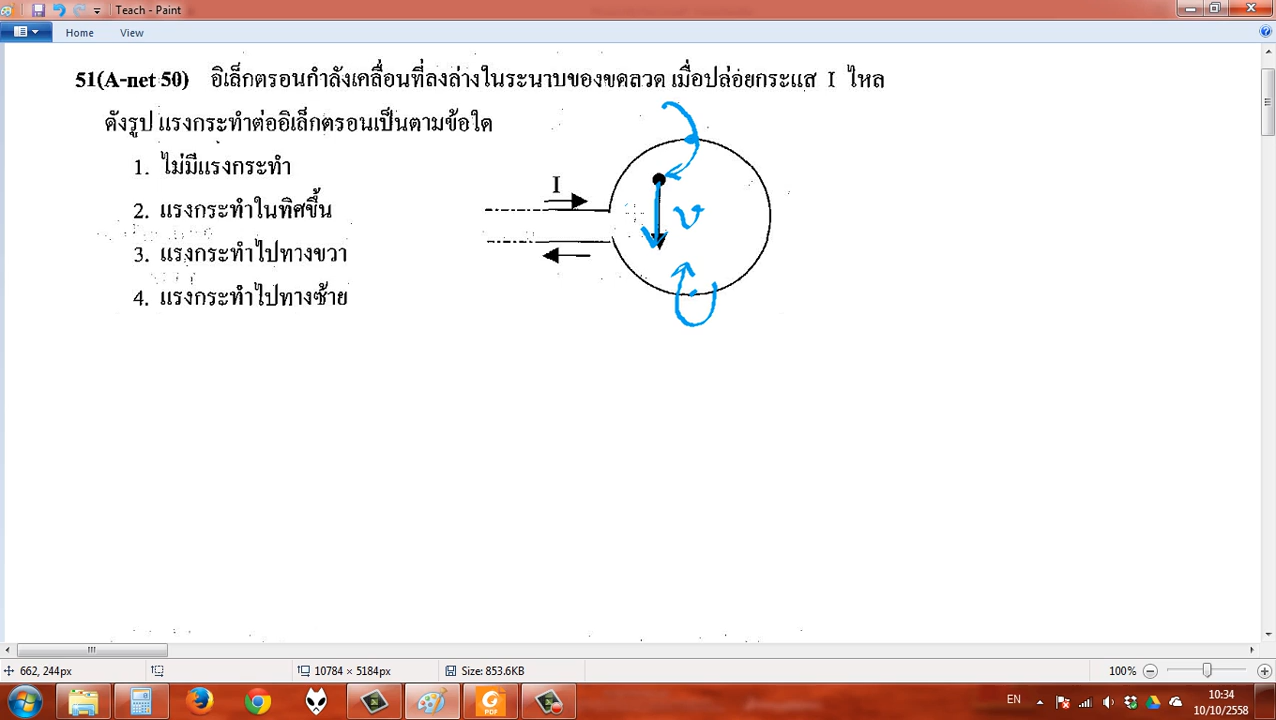 Teach - Paint
Home View
51(A-net 50) อิเล็กตรอนกำลังเคลื่อนที่ลงล่างในระนาบของขดลวด เมื่อปล่อยกระแส I ไหล
ดังรูป แรงกระทำต่ออิเล็กตรอนเป็นตามข้อใด
1. ไม่มีแรงกระทำ
I
2. แรงกระทำในทิศขึ้น
v
3. แรงกระทำไปทางขวา
4. แรงกระทำไปทางซ้าย
662, 244px 10784 × 5184px Size: 853.6KB 100%
PDF EN 10:34
10/10/2558